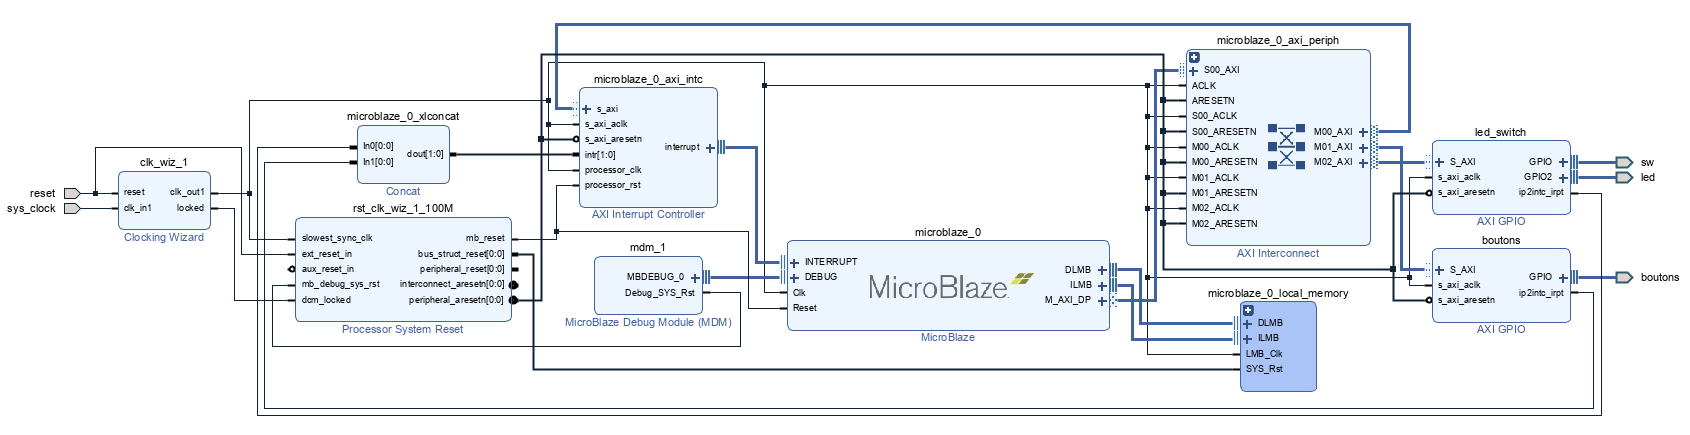 reset
sys_clock
clk_wiz_1
reset
clk_in1
clk_out1
locked
Clocking Wizard
microblaze_0_xlconcat
In0[0:0]
In1[0:0]
dout[1:0]
Concat
rst_clk_wiz_1_100M
slowest_sync_clk
ext_reset_in
aux_reset_in
mb_debug_sys_rst
dcm_locked
mb_reset
bus_struct_reset[0:0]
peripheral_reset[0:0]
interconnect_aresetn[0:0]
peripheral_aresetn[0:0]
Processor System Reset
microblaze_0_axi_intc
s_axi
s_axi_aclk
s_axi_aresetn
intr[1:0]
processor_clk
processor_rst
interrupt
AXI Interrupt Controller
mdm_1
MBDEBUG_0
Debug_SYS_Rst
MicroBlaze Debug Module (MDM)
microblaze_0
INTERRUPT
DEBUG
Clk
Reset
MicroBlaze
DLMB
ILMB
M_AXI_DP
MicroBlaze
microblaze_0_axi_periph
S00_AXI
ACLK
ARESETN
S00_ACLK
S00_ARESETN
M00_ACLK
M00_ARESETN
M01_ACLK
M01_ARESETN
M02_ACLK
M02_ARESETN
M00_AXI
M01_AXI
M02_AXI
AXI Interconnect
microblaze_0_local_memory
DLMB
ILMB
LMB_Clk
SYS_Rst
led_switch
S_AXI
s_axi_aclk
s_axi_aresetn
GPIO
GPIO2
ip2intc_irpt
AXI GPIO
boutons
S_AXI
s_axi_aclk
s_axi_aresetn
GPIO
ip2intc_irpt
AXI GPIO
sw
led
boutons